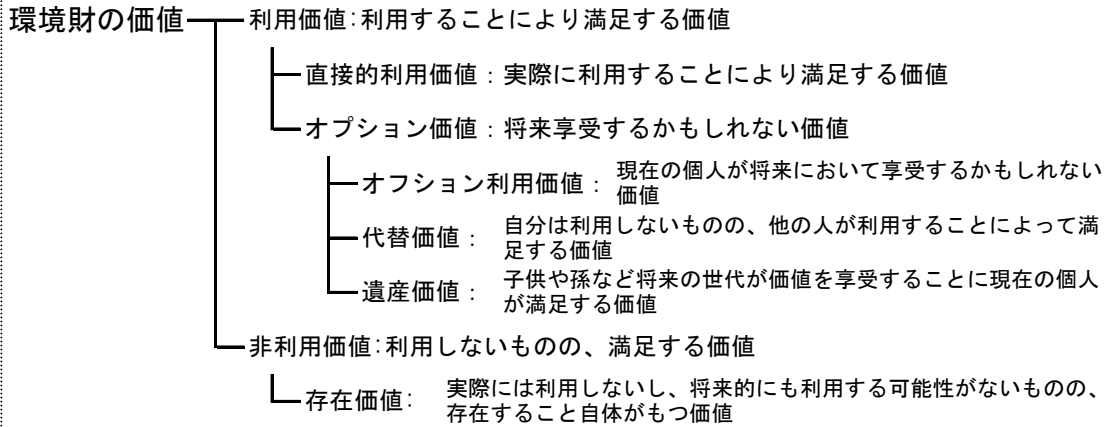 環境財の価値
利用価値:利用することにより満足する価値
直接的利用価値：実際に利用することにより満足する価値
オプション価値：将来享受するかもしれない価値
オフション利用価値：
現在の個人が将来において享受するかもしれない
価値
代替価値：
自分は利用しないものの、他の人が利用することによって満
足する価値
遺産価値：
子供や孫など将来の世代が価値を享受することに現在の個人
が満足する価値
非利用価値:利用しないものの、満足する価値
存在価値:
実際には利用しないし、将来的にも利用する可能性がないものの、
存在すること自体がもつ価値